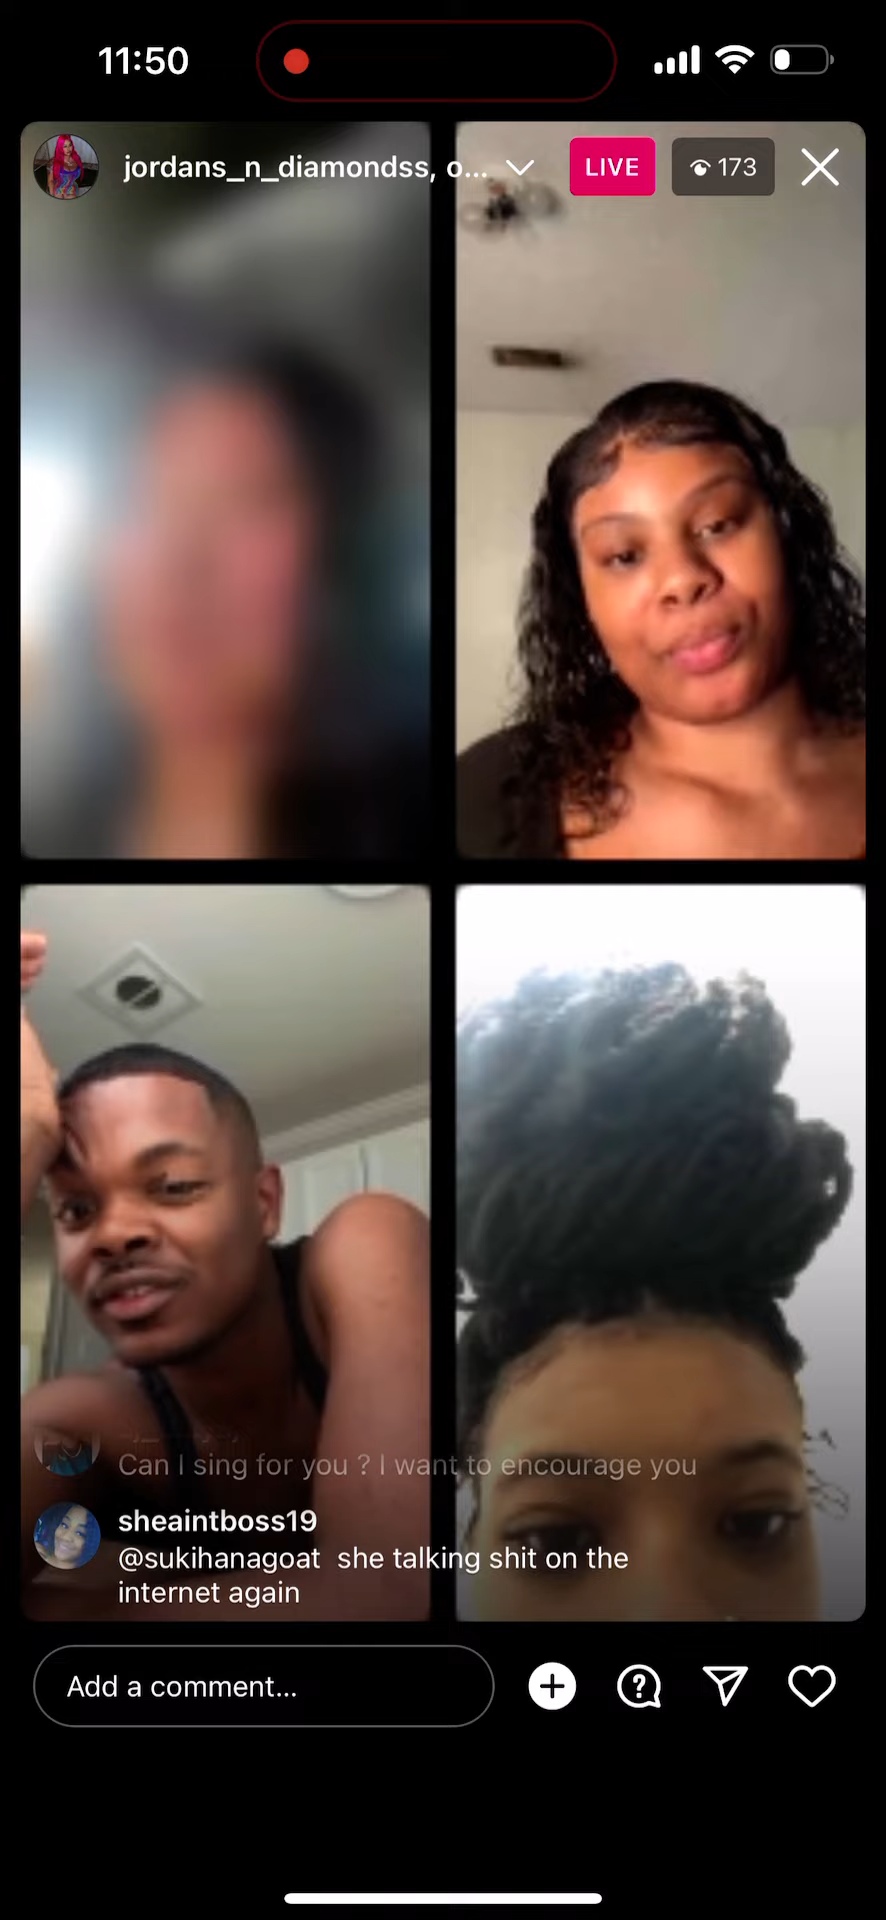 11:50
jordans_n_diamondss, o...
LIVE
173
Can I sing for you ? I want to encourage you
sheaintboss19
@sukihanagoat she talking shit on the
internet again
Add a comment...